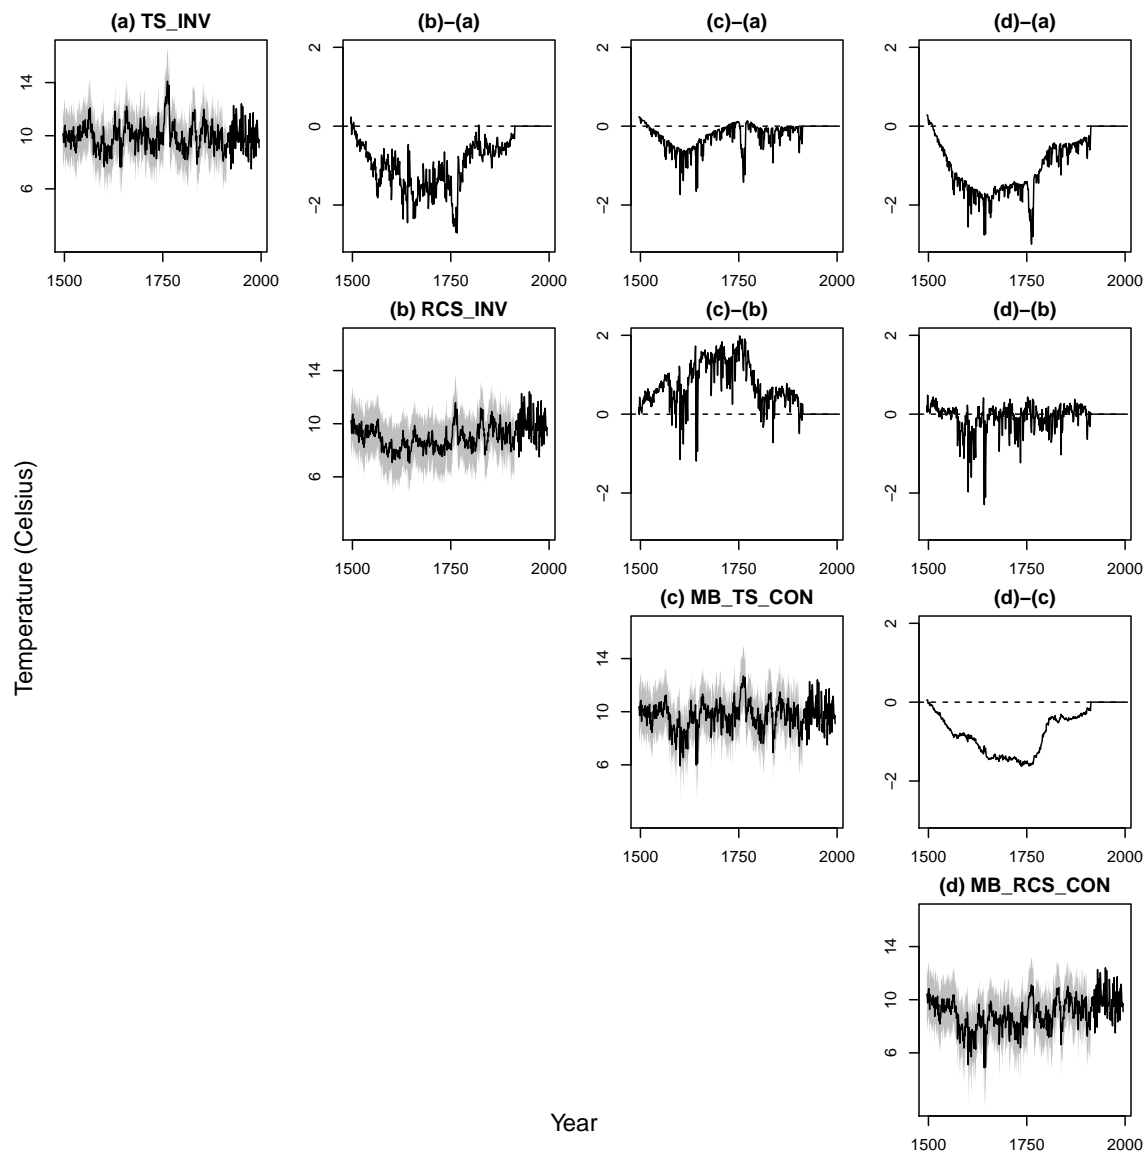 (a) TS_INV
(b)–(a)
(c)–(a)
(d)–(a)
14
10
6
1500 1750 2000
2
0
−2
1500 1750 2000
2
0
−2
1500 1750 2000
2
0
−2
1500 1750 2000
(b) RCS_INV
(c)–(b)
(d)–(b)
14
10
6
1500 1750 2000
2
0
−2
1500 1750 2000
2
0
−2
1500 1750 2000
Temperature (Celsius)
(c) MB_TS_CON
(d)–(c)
14
10
6
1500 1750 2000
2
0
−2
1500 1750 2000
(d) MB_RCS_CON
14
10
6
1500 1750 2000
Year